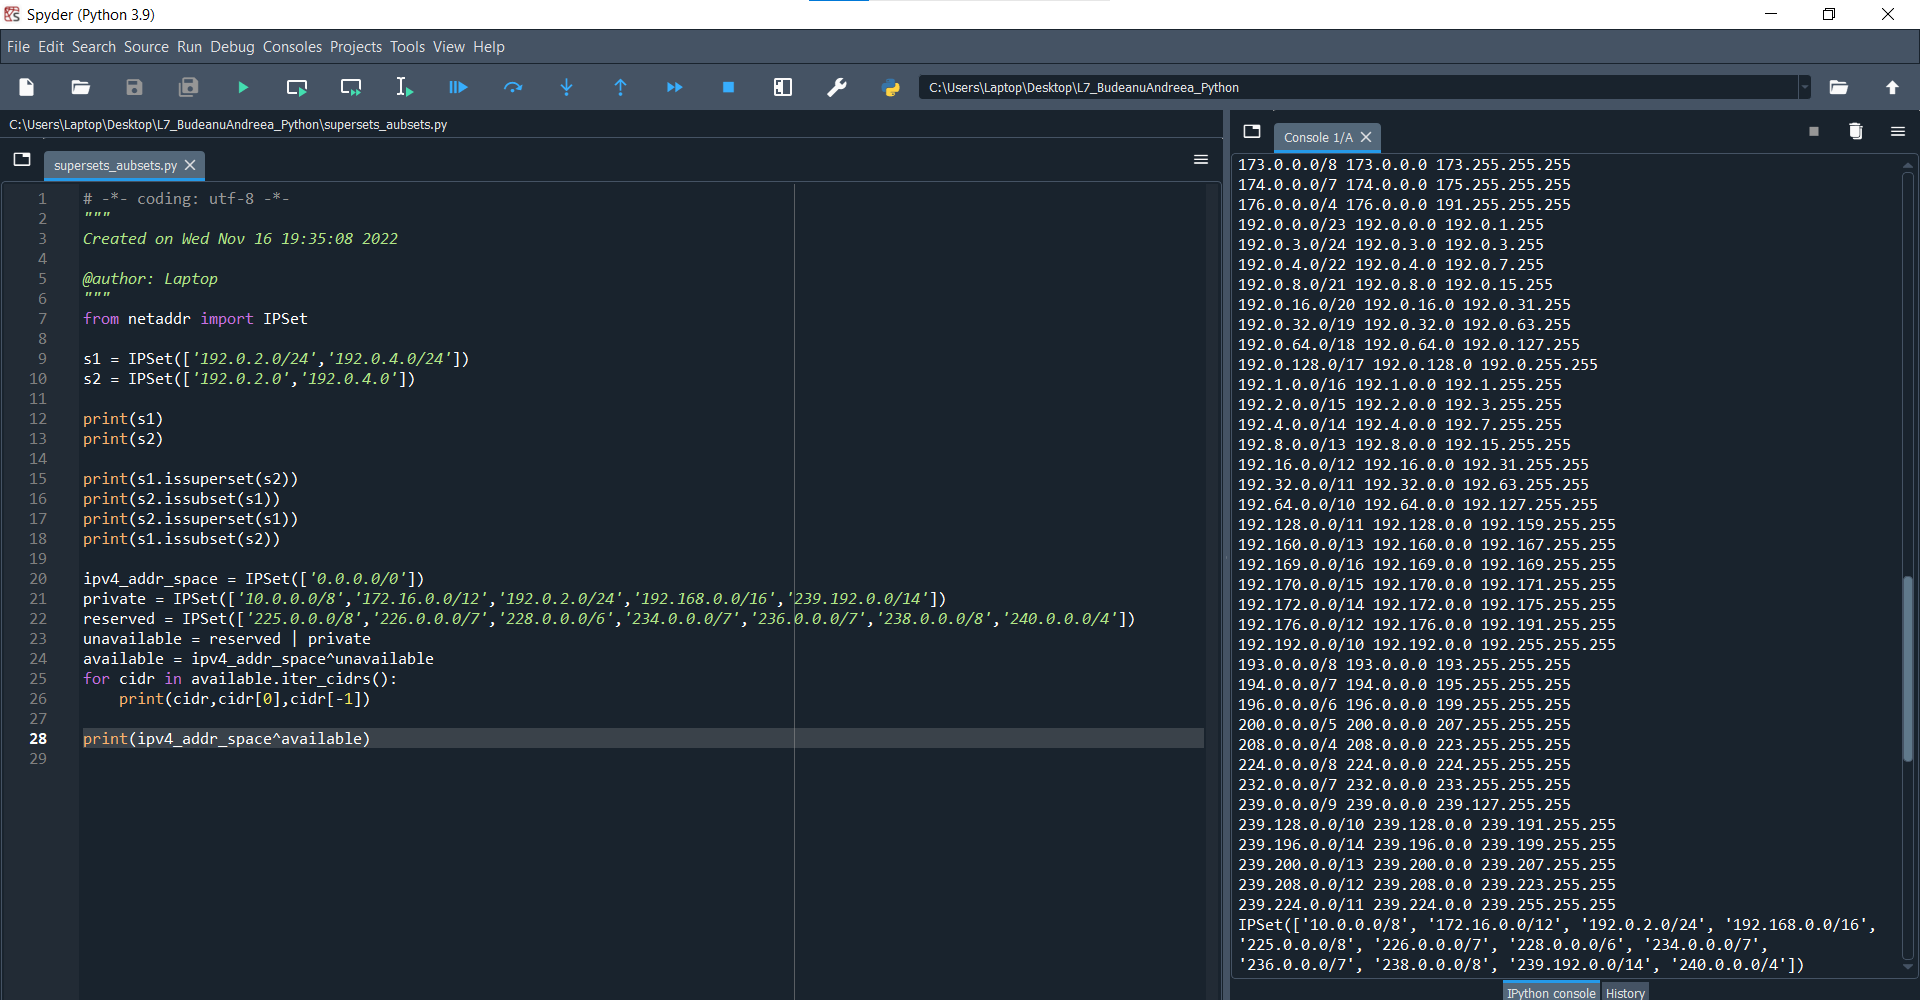 Spyder (Python 3.9)
File Edit Search Source Run Debug Consoles Projects Tools View Help
C:\Users\Laptop\Desktop\L7_BudeanuAndreea_Python
C:\Users\Laptop\Desktop\L7_BudeanuAndreea_Python\supersets_aubsets.py
supersets_aubsets.py
1 # -*- coding: utf-8 -*-
2 """
3 Created on Wed Nov 16 19:35:08 2022
4
5 @author: Laptop
6 """
7 from netaddr import IPSet
8
9 s1 = IPSet(['192.0.2.0/24','192.0.4.0/24'])
10 s2 = IPSet(['192.0.2.0','192.0.4.0'])
11
12 print(s1)
13 print(s2)
14
15 print(s1.issuperset(s2))
16 print(s2.issubset(s1))
17 print(s2.issuperset(s1))
18 print(s1.issubset(s2))
19
20 ipv4_addr_space = IPSet(['0.0.0.0/0'])
21 private = IPSet(['10.0.0.0/8','172.16.0.0/12','192.0.2.0/24','192.168.0.0/16','239.192.0.0/14'])
22 reserved = IPSet(['225.0.0.0/8','226.0.0.0/7','228.0.0.0/6','234.0.0.0/7','236.0.0.0/7','238.0.0.0/8','240.0.0.0/4'])
23 unavailable = reserved | private
24 available = ipv4_addr_space^unavailable
25 for cidr in available.iter_cidrs():
26     print(cidr,cidr[0],cidr[-1])
27
28 print(ipv4_addr_space^available)
29
Console 1/A
173.0.0.0/8 173.0.0.0 173.255.255.255
174.0.0.0/7 174.0.0.0 175.255.255.255
176.0.0.0/4 176.0.0.0 191.255.255.255
192.0.0.0/23 192.0.0.0 192.0.1.255
192.0.3.0/24 192.0.3.0 192.0.3.255
192.0.4.0/22 192.0.4.0 192.0.7.255
192.0.8.0/21 192.0.8.0 192.0.15.255
192.0.16.0/20 192.0.16.0 192.0.31.255
192.0.32.0/19 192.0.32.0 192.0.63.255
192.0.64.0/18 192.0.64.0 192.0.127.255
192.0.128.0/17 192.0.128.0 192.0.255.255
192.1.0.0/16 192.1.0.0 192.1.255.255
192.2.0.0/15 192.2.0.0 192.3.255.255
192.4.0.0/14 192.4.0.0 192.7.255.255
192.8.0.0/13 192.8.0.0 192.15.255.255
192.16.0.0/12 192.16.0.0 192.31.255.255
192.32.0.0/11 192.32.0.0 192.63.255.255
192.64.0.0/10 192.64.0.0 192.127.255.255
192.128.0.0/11 192.128.0.0 192.159.255.255
192.160.0.0/13 192.160.0.0 192.167.255.255
192.169.0.0/16 192.169.0.0 192.169.255.255
192.170.0.0/15 192.170.0.0 192.171.255.255
192.172.0.0/14 192.172.0.0 192.175.255.255
192.176.0.0/12 192.176.0.0 192.191.255.255
192.192.0.0/10 192.192.0.0 192.255.255.255
193.0.0.0/8 193.0.0.0 193.255.255.255
194.0.0.0/7 194.0.0.0 195.255.255.255
196.0.0.0/6 196.0.0.0 199.255.255.255
200.0.0.0/5 200.0.0.0 207.255.255.255
208.0.0.0/4 208.0.0.0 223.255.255.255
224.0.0.0/8 224.0.0.0 224.255.255.255
232.0.0.0/7 232.0.0.0 233.255.255.255
239.0.0.0/9 239.0.0.0 239.127.255.255
239.128.0.0/10 239.128.0.0 239.191.255.255
239.196.0.0/14 239.196.0.0 239.199.255.255
239.200.0.0/13 239.200.0.0 239.207.255.255
239.208.0.0/12 239.208.0.0 239.223.255.255
239.224.0.0/11 239.224.0.0 239.255.255.255
IPSet(['10.0.0.0/8', '172.16.0.0/12', '192.0.2.0/24', '192.168.0.0/16',
'225.0.0.0/8', '226.0.0.0/7', '228.0.0.0/6', '234.0.0.0/7',
'236.0.0.0/7', '238.0.0.0/8', '239.192.0.0/14', '240.0.0.0/4'])
IPython console History